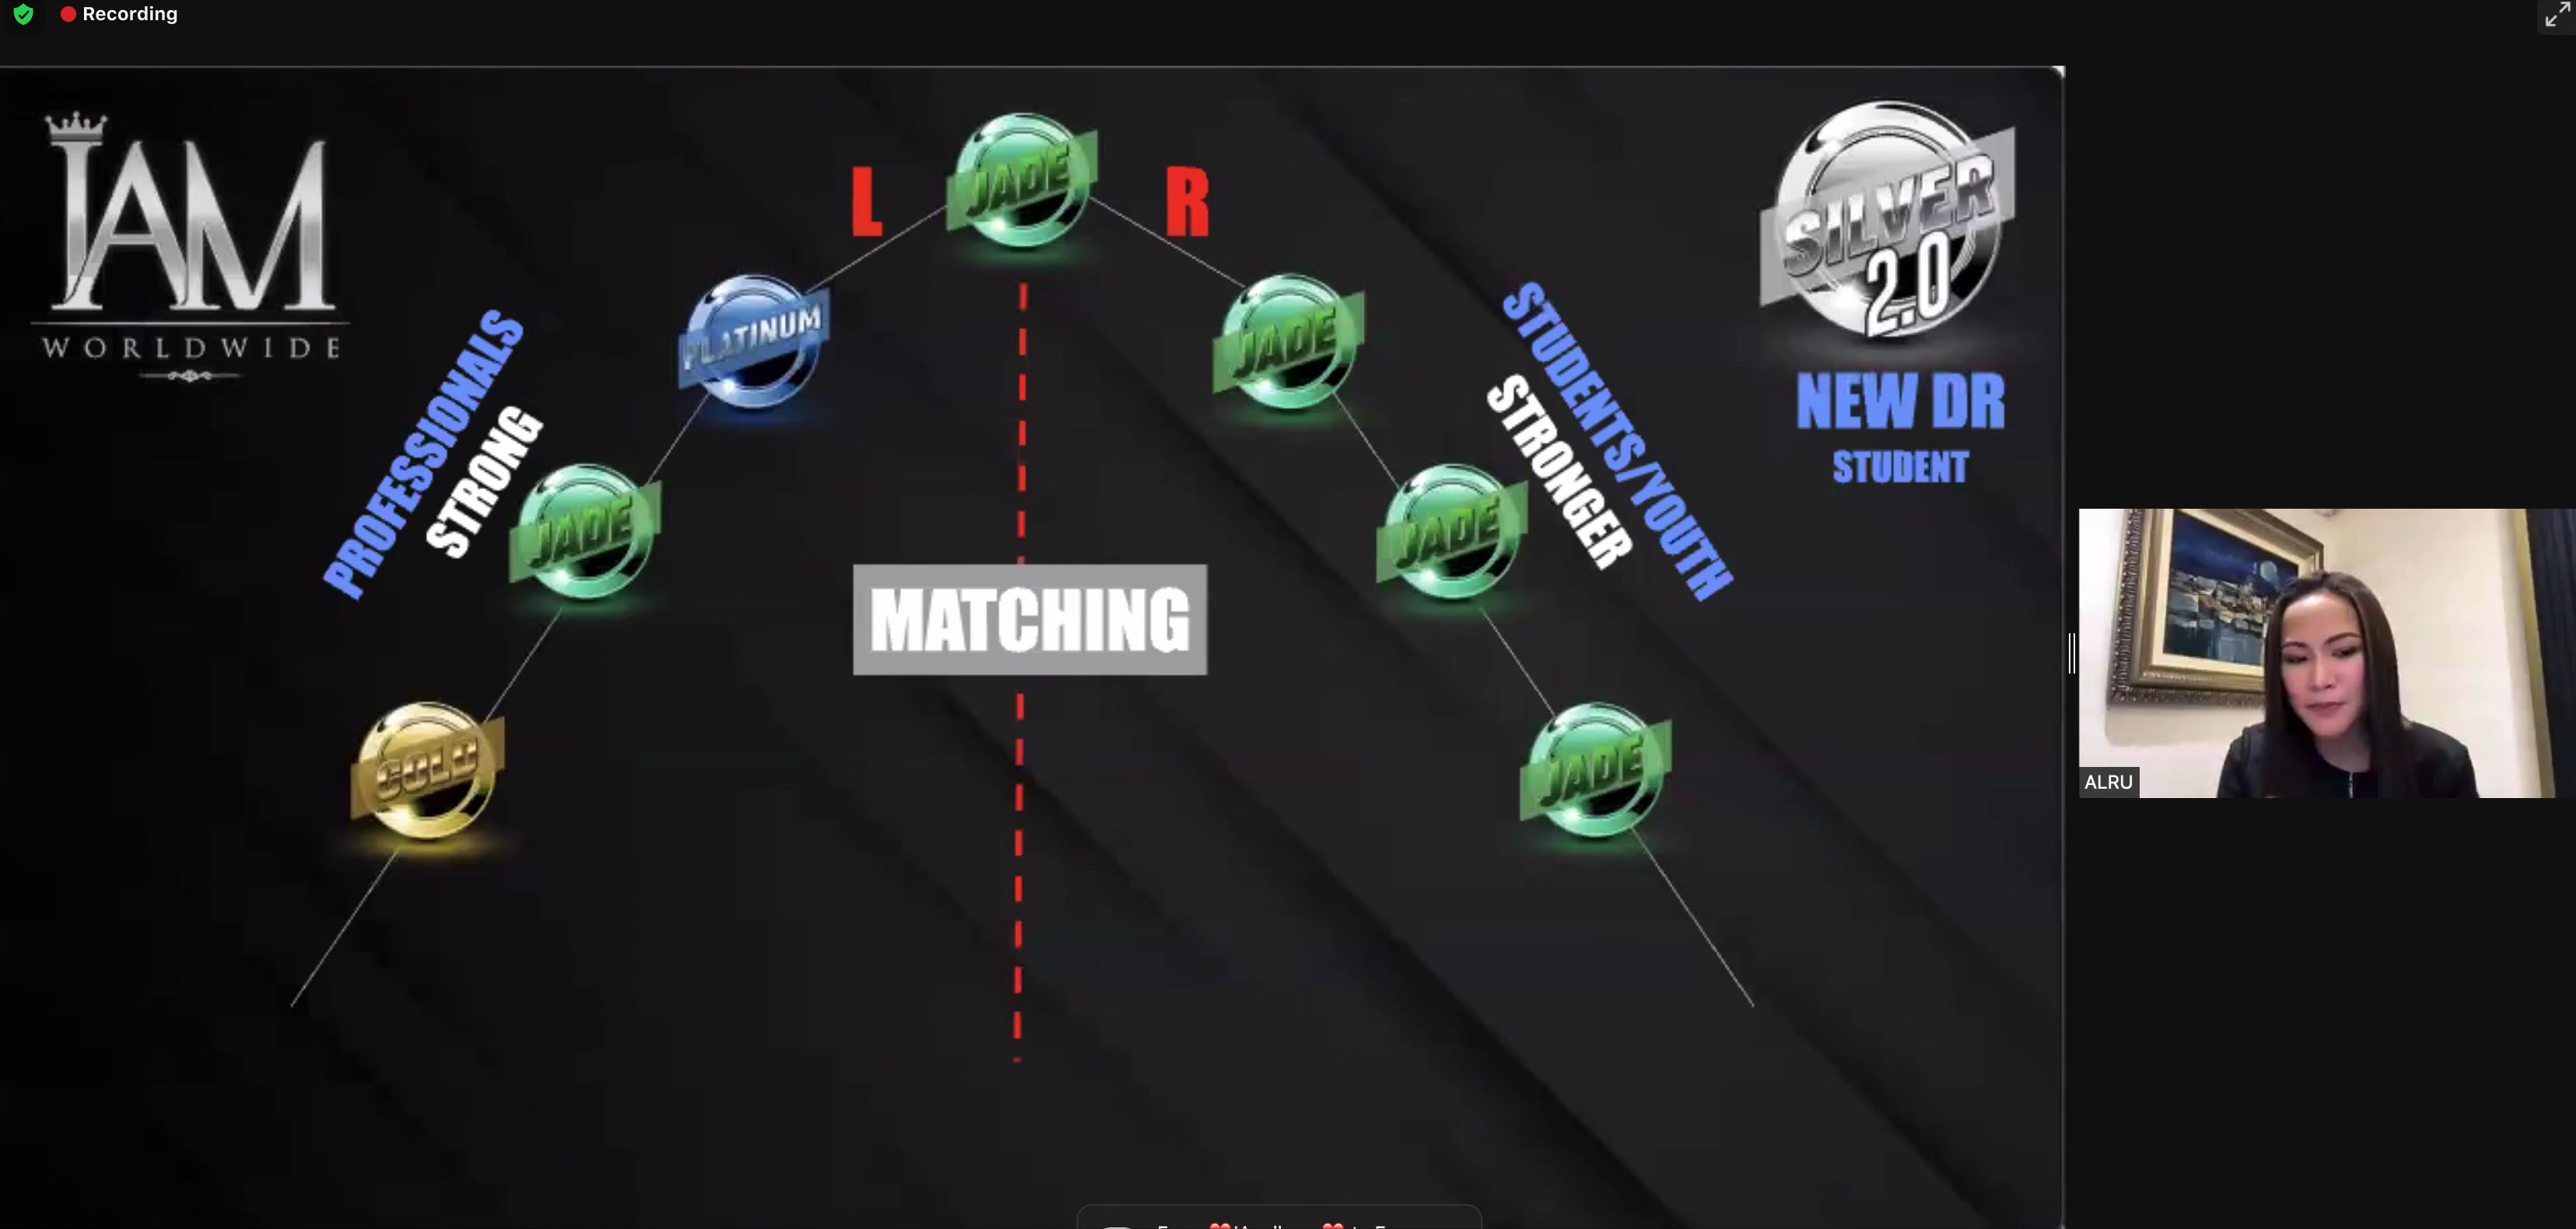 Recording
IAM
WORLDWIDE
L
R
JADE
PLATINUM
JADE
JADE
JADE
GOLD
JADE
PROFESSIONALS
STRONG
STUDENTS/YOUTH
STRONGER
MATCHING
SILVER
2.0
NEW DR
STUDENT
ALRU